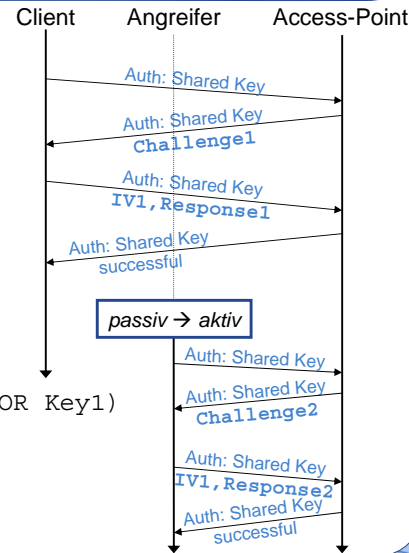 Client Angreifer Access-Point
Auth: Shared Key
Auth: Shared Key
Challenge1
Auth: Shared Key
IV1,Response1
Auth: Shared Key
successful
passiv → aktiv
Auth: Shared Key
Auth: Shared Key
OR Key1)
Challenge2
Auth: Shared Key
IV1,Response2
Auth: Shared Key
successful